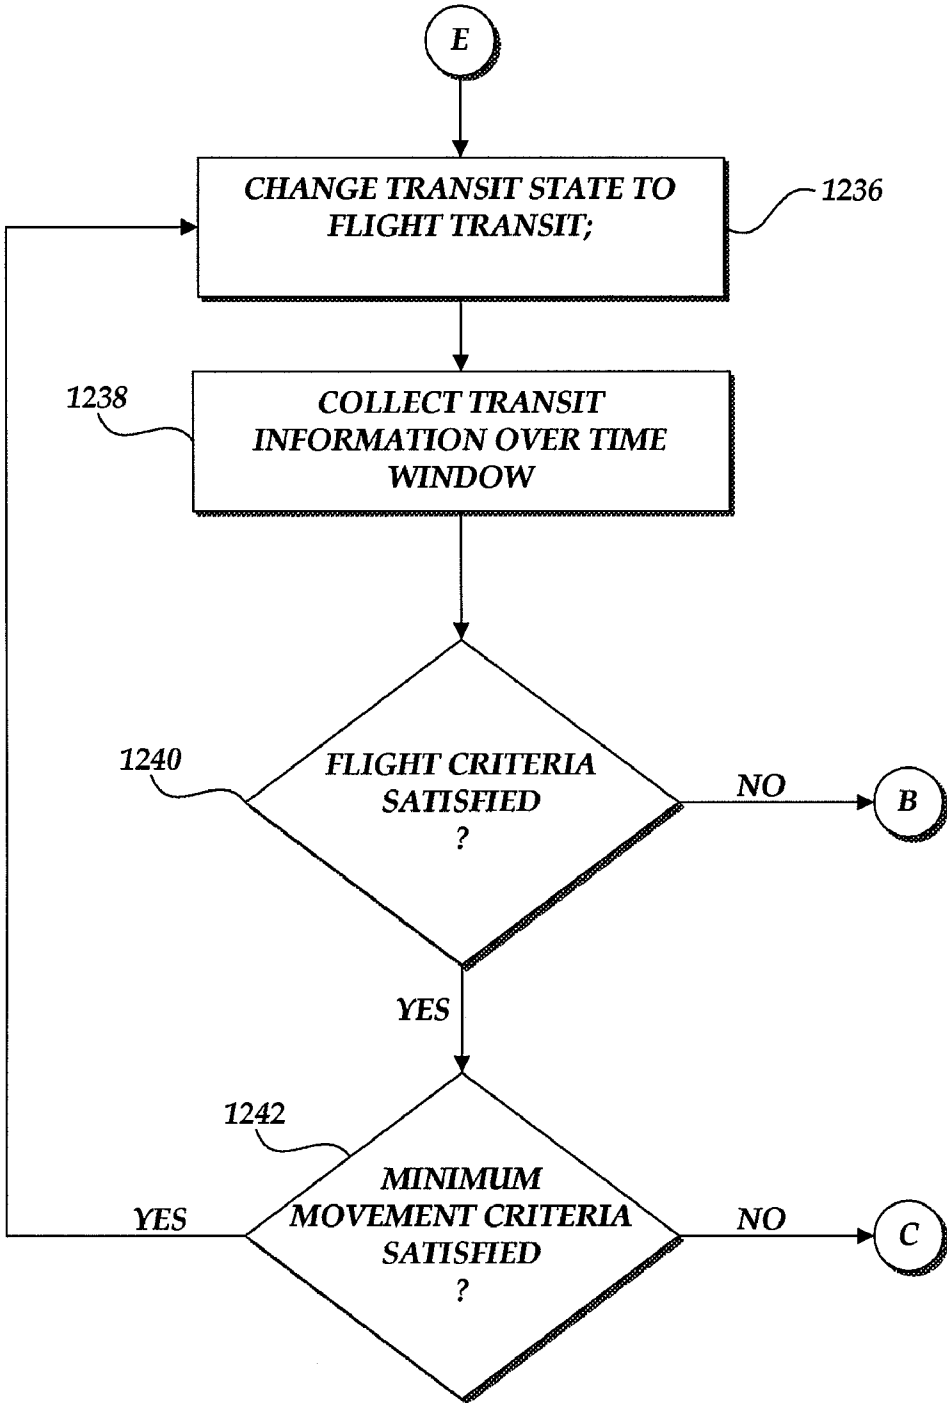 E
CHANGE TRANSIT STATE TO
FLIGHT TRANSIT;
1236
1238
COLLECT TRANSIT
INFORMATION OVER TIME
WINDOW
1240
FLIGHT CRITERIA
SATISFIED
?
NO
B
YES
1242
MINIMUM
MOVEMENT CRITERIA
SATISFIED
?
YES
NO
C